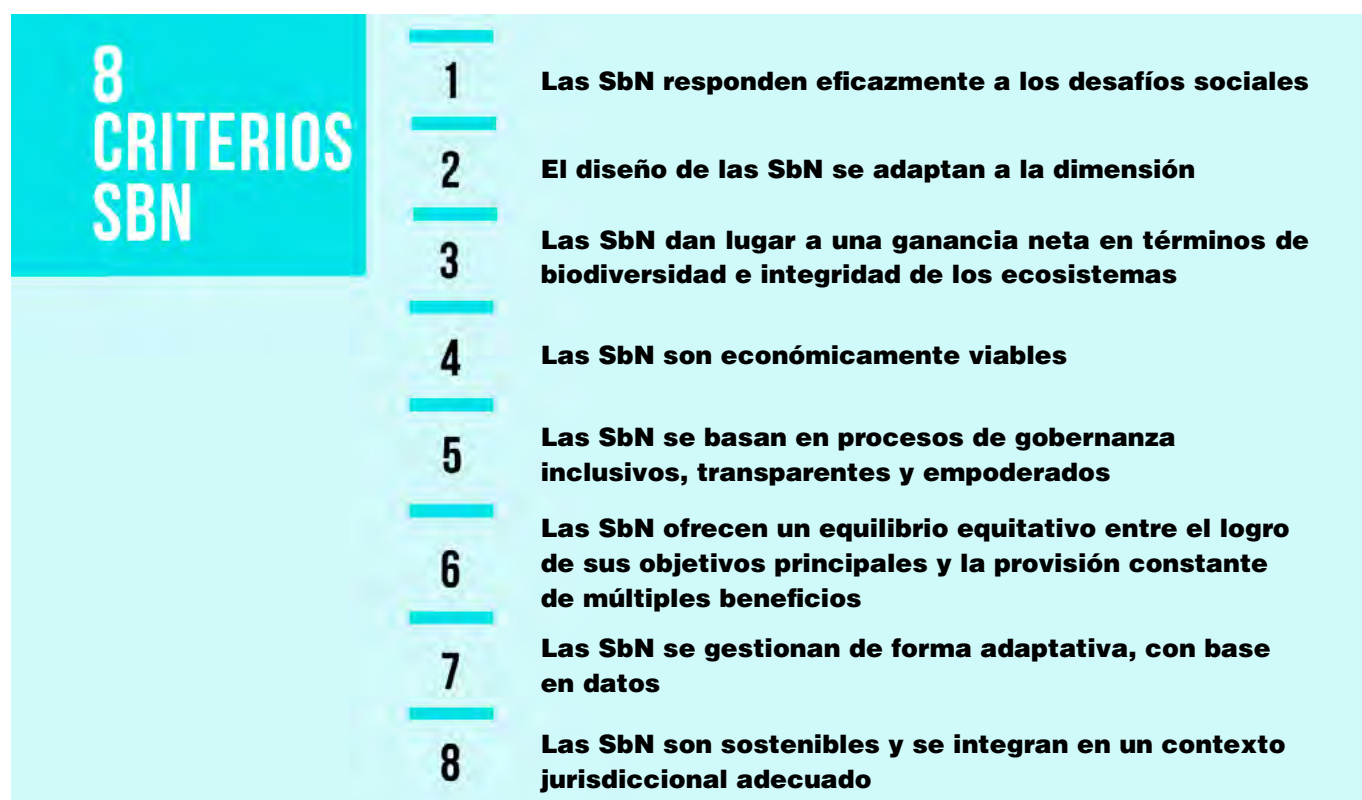 8
CRITERIOS
SBN
1
Las SbN responden eficazmente a los desafíos sociales
2
El diseño de las SbN se adaptan a la dimensión
3
Las SbN dan lugar a una ganancia neta en términos de
biodiversidad e integridad de los ecosistemas
4
Las SbN son económicamente viables
5
Las SbN se basan en procesos de gobernanza
inclusivos, transparentes y empoderados
6
Las SbN ofrecen un equilibrio equitativo entre el logro
de sus objetivos principales y la provisión constante
de múltiples beneficios
7
Las SbN se gestionan de forma adaptativa, con base
en datos
8
Las SbN son sostenibles y se integran en un contexto
jurisdiccional adecuado